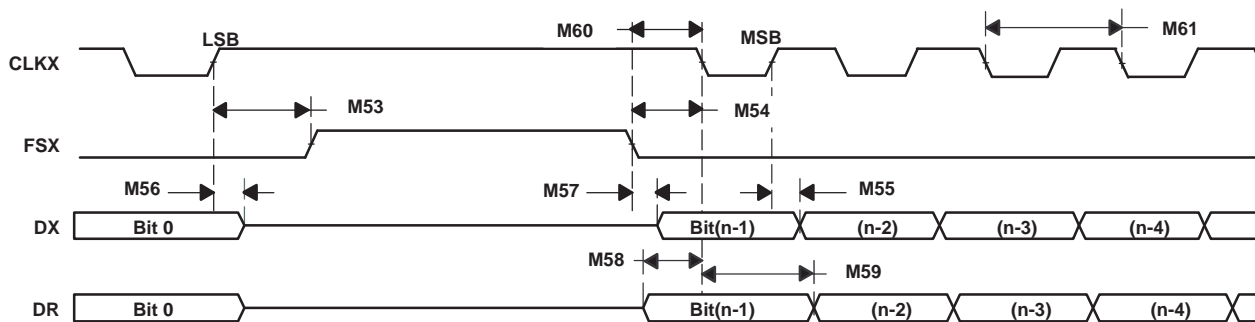 LSB M60 MSB M61
CLKX
M53 M54
FSX
M56 M57 M55
DX Bit 0 Bit(n-1) (n-2) (n-3) (n-4)
M58 M59
DR Bit 0 Bit(n-1) (n-2) (n-3) (n-4)